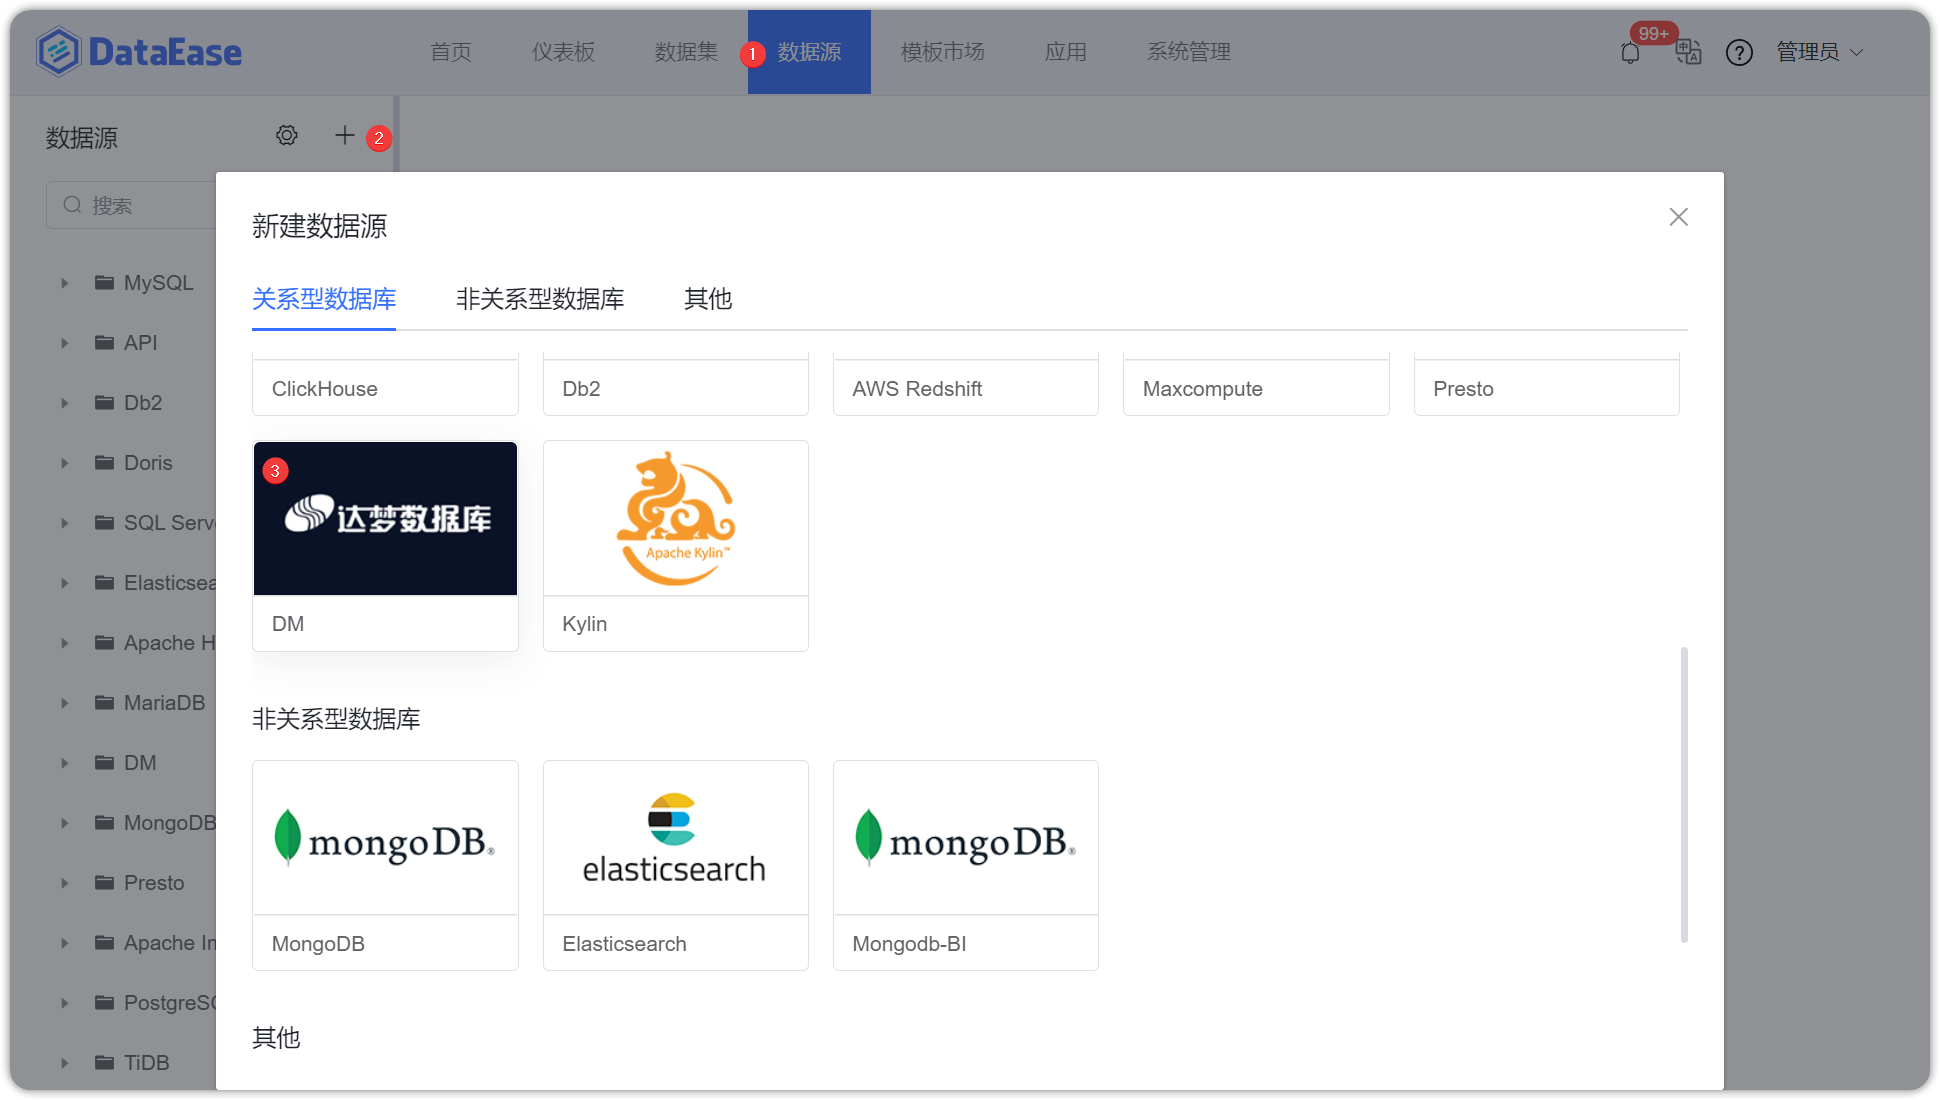 DataEase 首页 仪表板 数据集 1 数据源 模板市场 应用 系统管理 99+ 中 A ? 管理员
数据源 2
搜索
MySQL
API
Db2
Doris
SQL Serv
Elasticsea
Apache H
MariaDB
DM
MongoDB
Presto
Apache Im
PostgreSQ
TiDB
新建数据源
关系型数据库 非关系型数据库 其他
ClickHouse Db2 AWS Redshift Maxcompute Presto
3
达梦数据库
Apache Kylin™
DM Kylin
非关系型数据库
mongoDB® elasticsearch mongoDB®
MongoDB Elasticsearch Mongodb-BI
其他